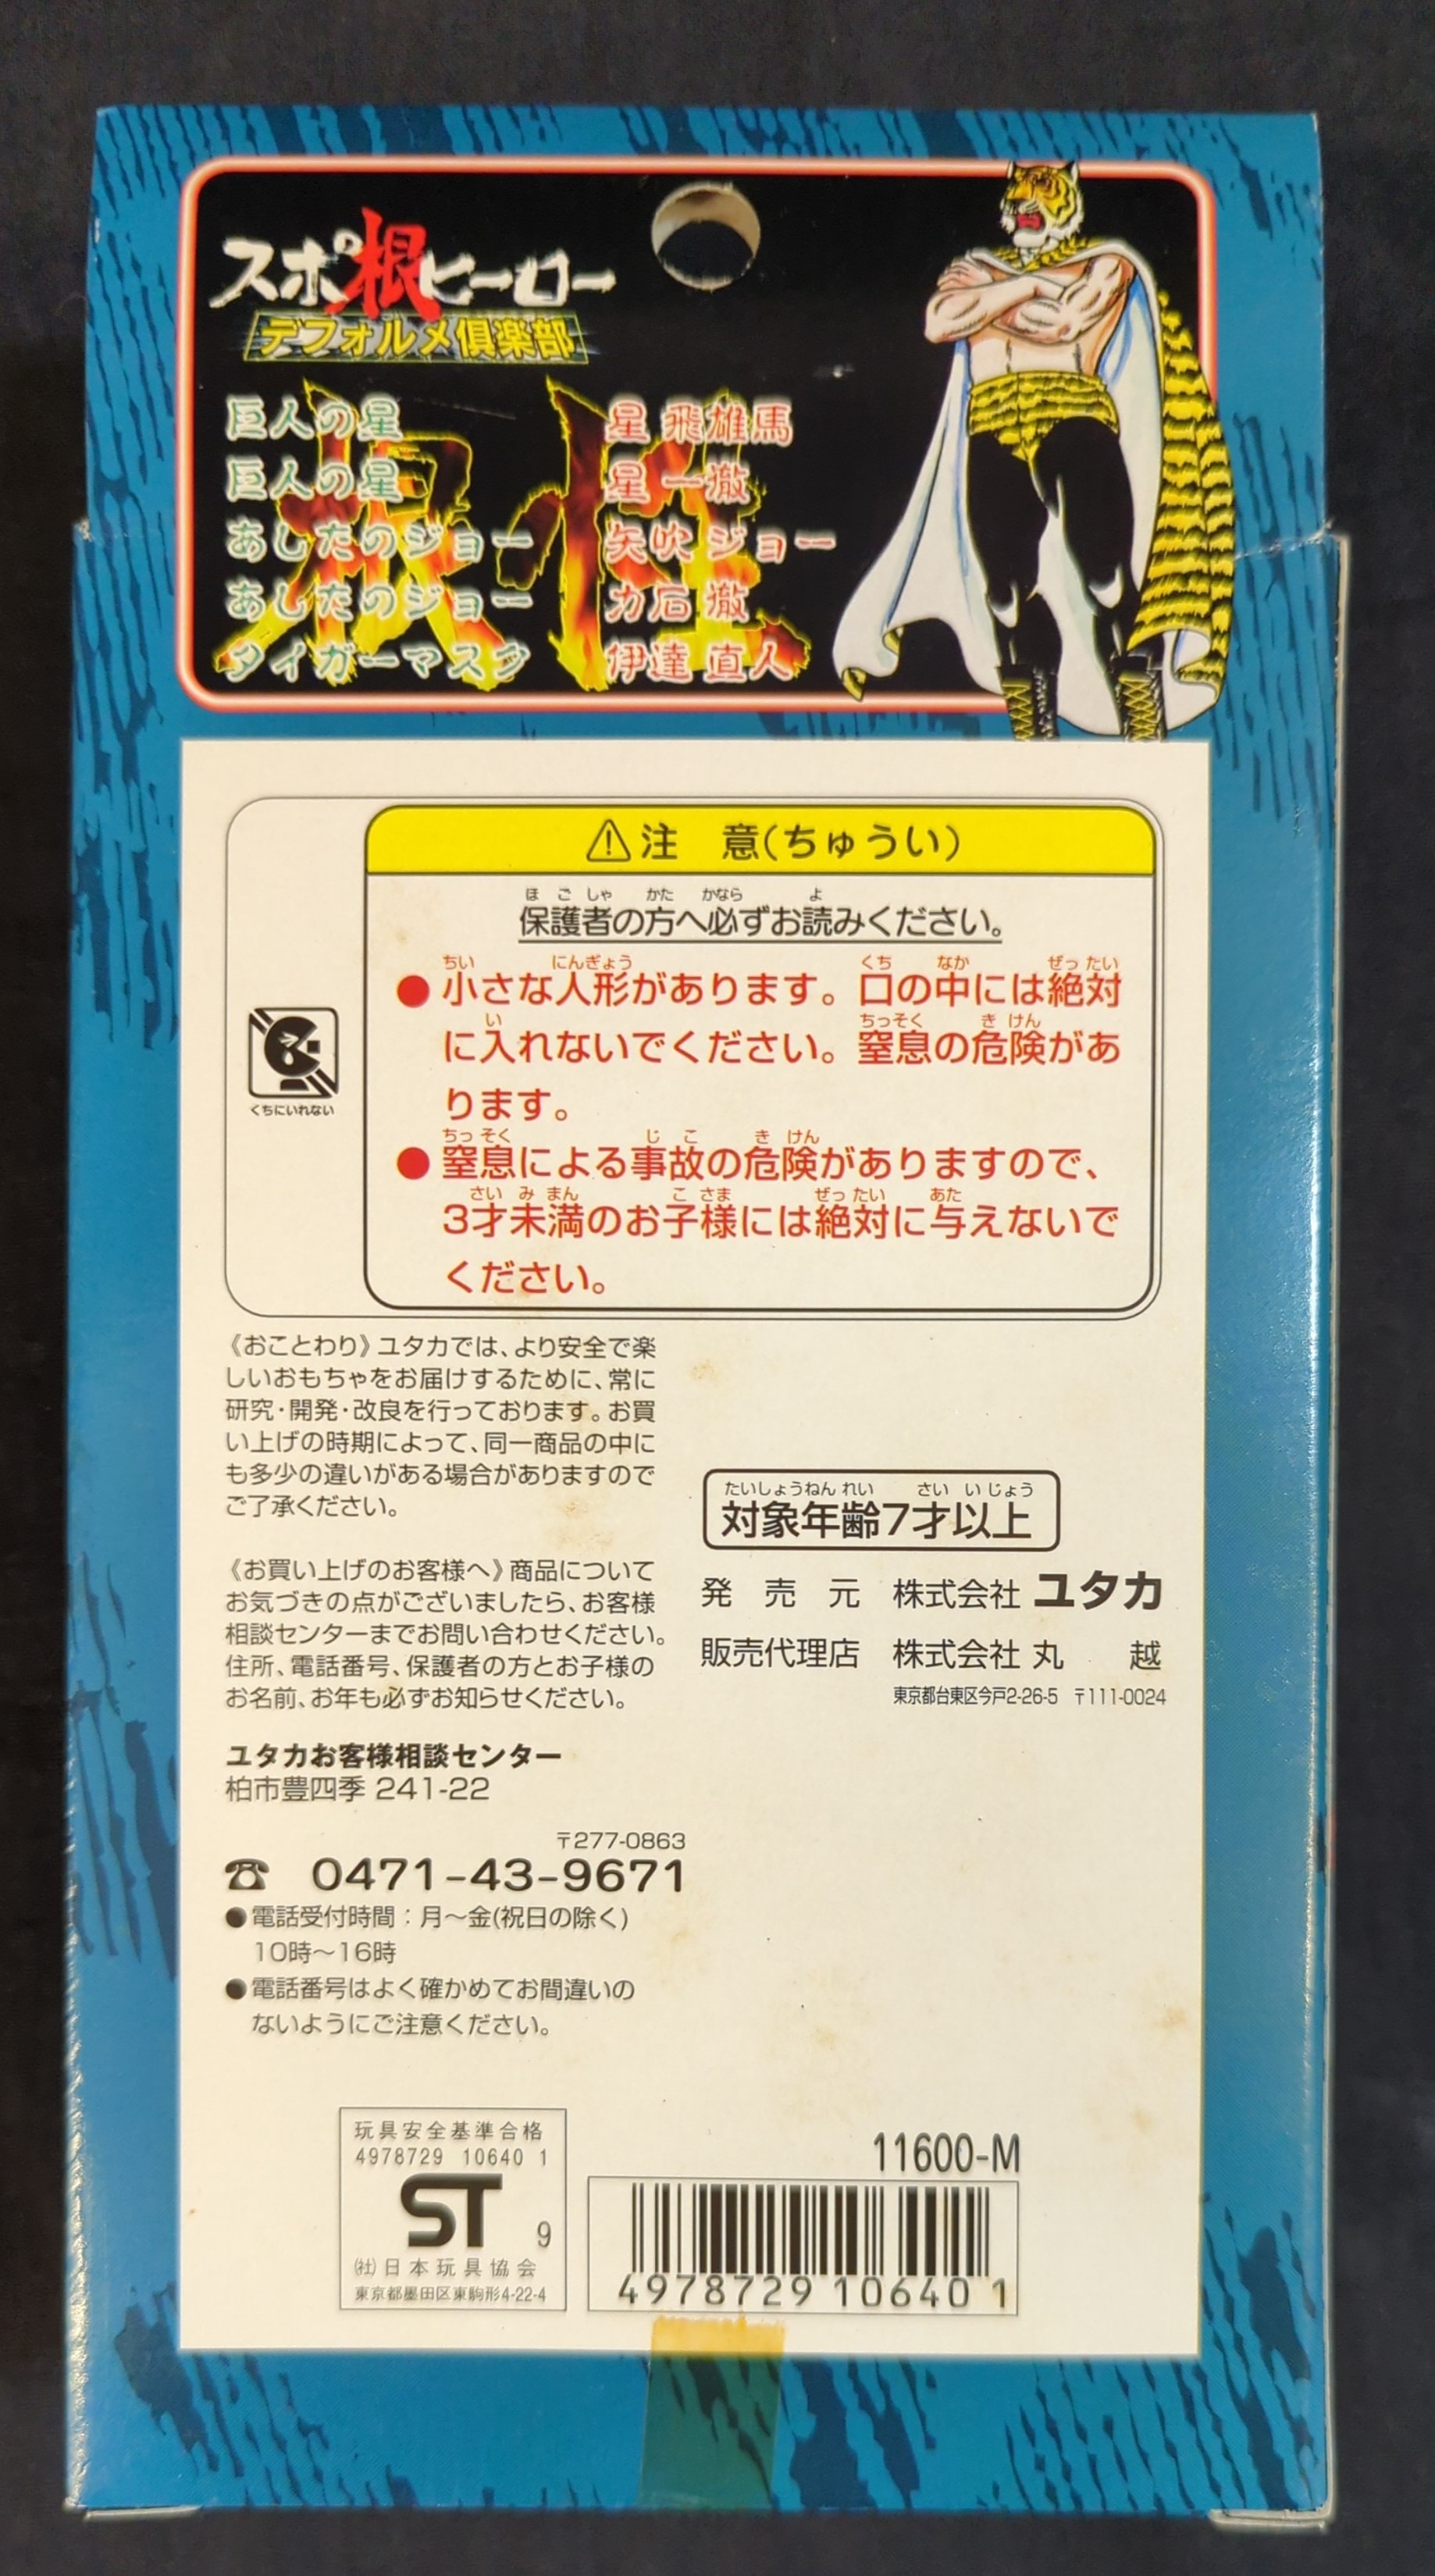 スポ根ヒーロー
デフォルメ倶楽部
根性
巨人の星 星 飛雄馬
巨人の星 星 一徹
あしたのジョー 矢吹 ジョー
あしたのジョー 力石 徹
タイガーマスク 伊達 直人
⚠注 意(ちゅうい)
保護者の方へ必ずお読みください。
●小さな人形があります。口の中には絶対
に入れないでください。窒息の危険があ
ります。
●窒息による事故の危険がありますので、
3才未満のお子様には絶対に与えないで
ください。
くちにいれない
《おことわり》ユタカでは、より安全で楽
しいおもちゃをお届けするために、常に
研究・開発・改良を行っております。お買
い上げの時期によって、同一商品の中に
も多少の違いがある場合がありますので
ご了承ください。
《お買い上げのお客様へ》商品について
お気づきの点がございましたら、お客様
相談センターまでお問い合わせください。
住所、電話番号、保護者の方とお子様の
お名前、お年も必ずお知らせください。
ユタカお客様相談センター
柏市豊四季 241-22
〒277-0863
☎ 0471-43-9671
●電話受付時間：月〜金(祝日の除く)
10時〜16時
●電話番号はよく確かめてお間違いの
ないようにご注意ください。
対象年齢7才以上
発 売 元 株式会社 ユタカ
販売代理店 株式会社 丸 越
東京都台東区今戸2-26-5 〒111-0024
玩具安全基準合格
4978729 10640 1
ST 9
(社)日本玩具協会
東京都墨田区東駒形4-22-4
11600-M
4978729106401